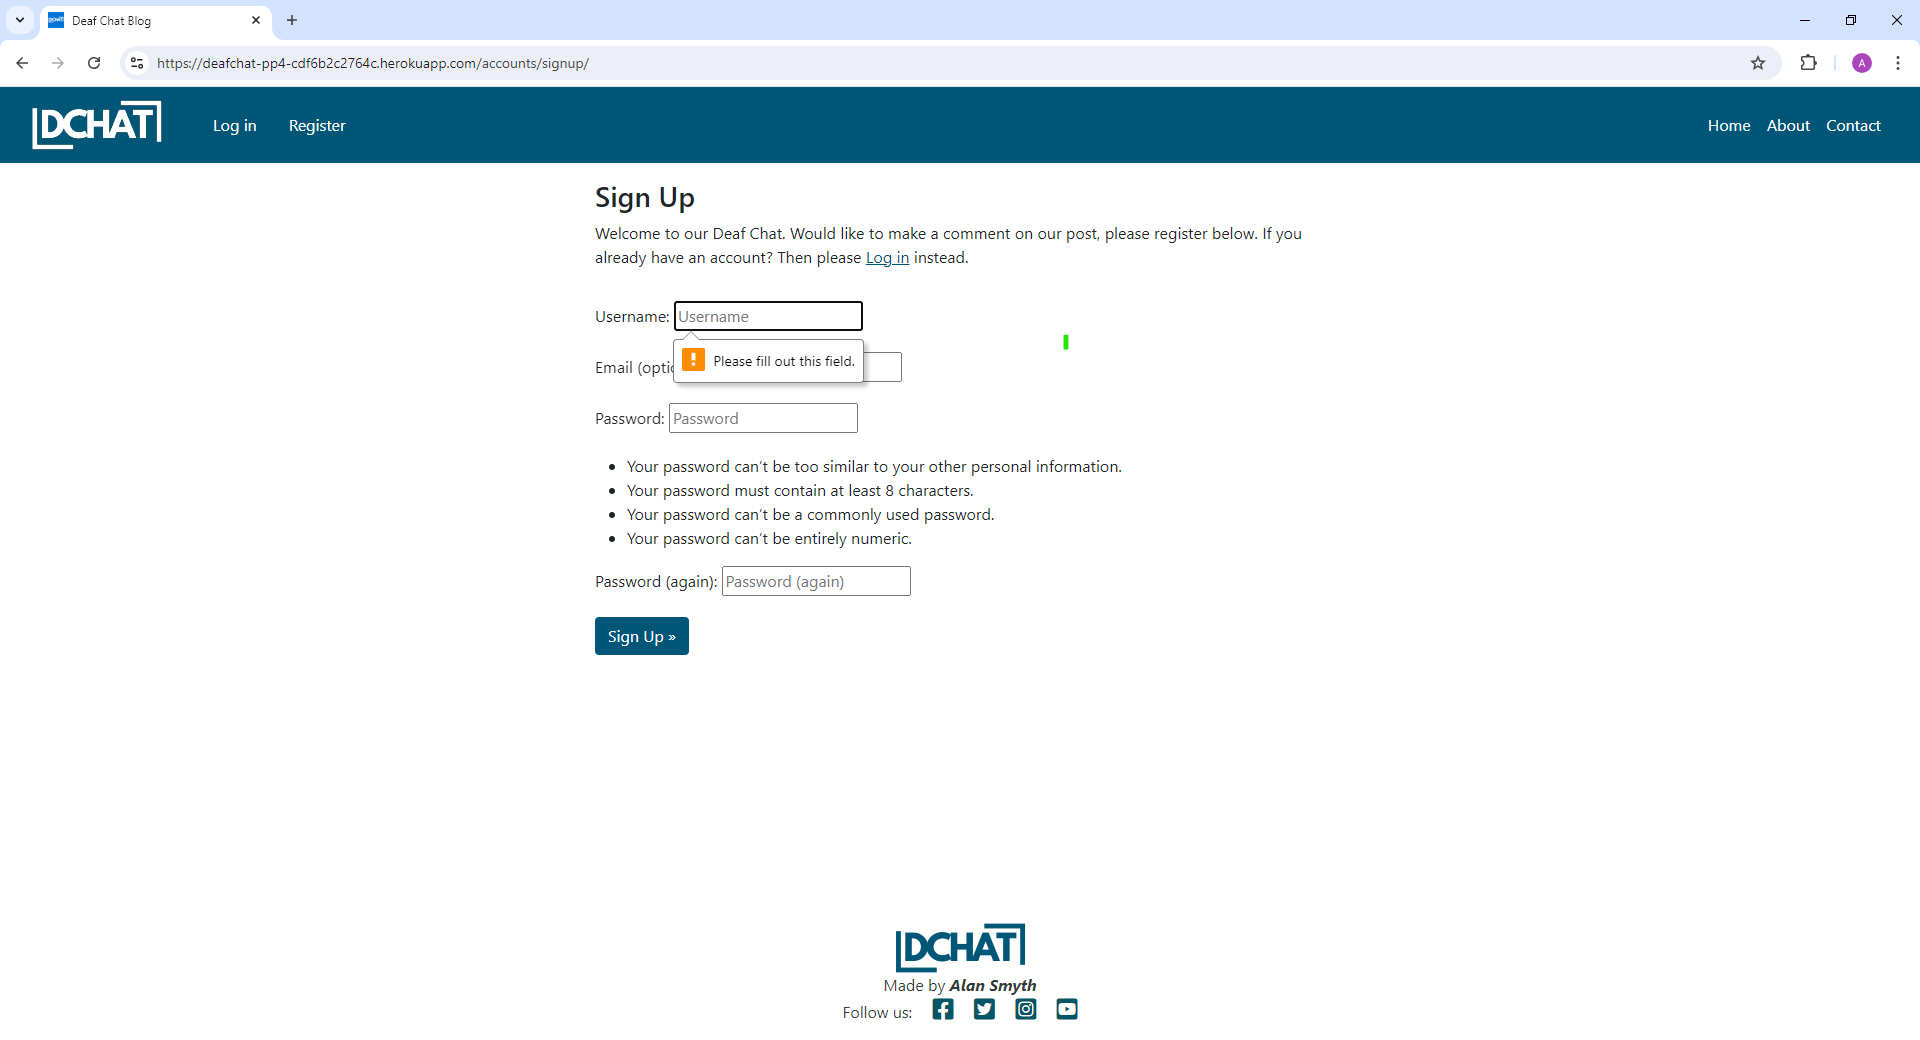 Deaf Chat Blog
https://deafchat-pp4-cdf6b2c2764c.herokuapp.com/accounts/signup/
A
DCHAT
Log in
Register
Home
About
Contact
Sign Up
Welcome to our Deaf Chat. Would like to make a comment on our post, please register below. If you
already have an account? Then please Log in instead.
Username: Username
Please fill out this field.
Email (optio
Password: Password
Your password can't be too similar to your other personal information.
Your password must contain at least 8 characters.
Your password can't be a commonly used password.
Your password can't be entirely numeric.
Password (again): Password (again)
Sign Up »
DCHAT
Made by Alan Smyth
Follow us: